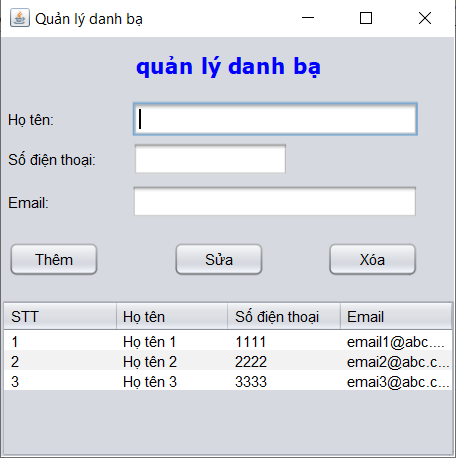 Quản lý danh bạ
quản lý danh bạ
Họ tên:
Số điện thoại:
Email:
Thêm Sửa Xóa
STT Họ tên Số điện thoại Email
1 Họ tên 1 1111 email1@abc....
2 Họ tên 2 2222 emai2@abc.c...
3 Họ tên 3 3333 emai3@abc.c...